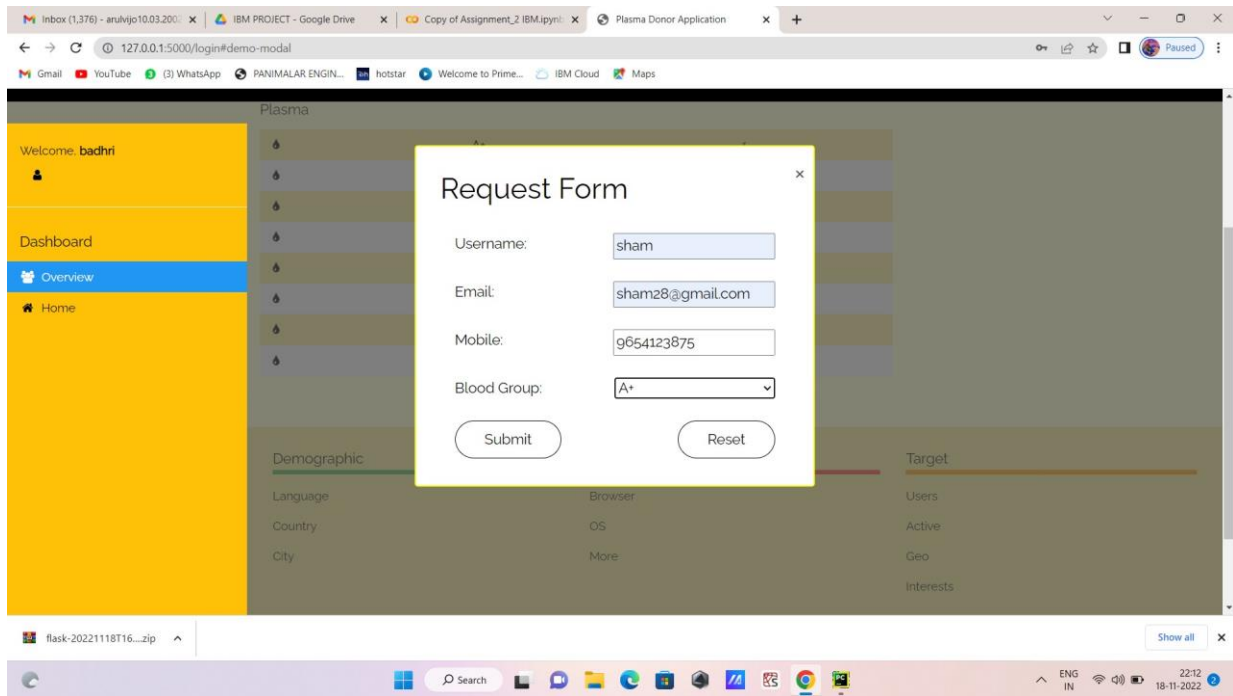 Inbox (1,376) - arulvijo10.03.200
IBM PROJECT - Google Drive
Copy of Assignment_2 IBM.ipynb
Plasma Donor Application
127.0.0.1:5000/login#demo-modal
Paused
Gmail
YouTube
(3) WhatsApp
PANIMALAR ENGIN...
hotstar
Welcome to Prime...
IBM Cloud
Maps
Plasma
Welcome, badhri
Dashboard
Overview
Home
A+
Request Form
Username: sham
Email: sham28@gmail.com
Mobile: 9654123875
Blood Group: A+
Submit Reset
Demographic
Language
Country
City
Browser
OS
More
Target
Users
Active
Geo
Interests
flask-20221118T16....zip
Show all
Search
ENG
IN
22:12
18-11-2022
2